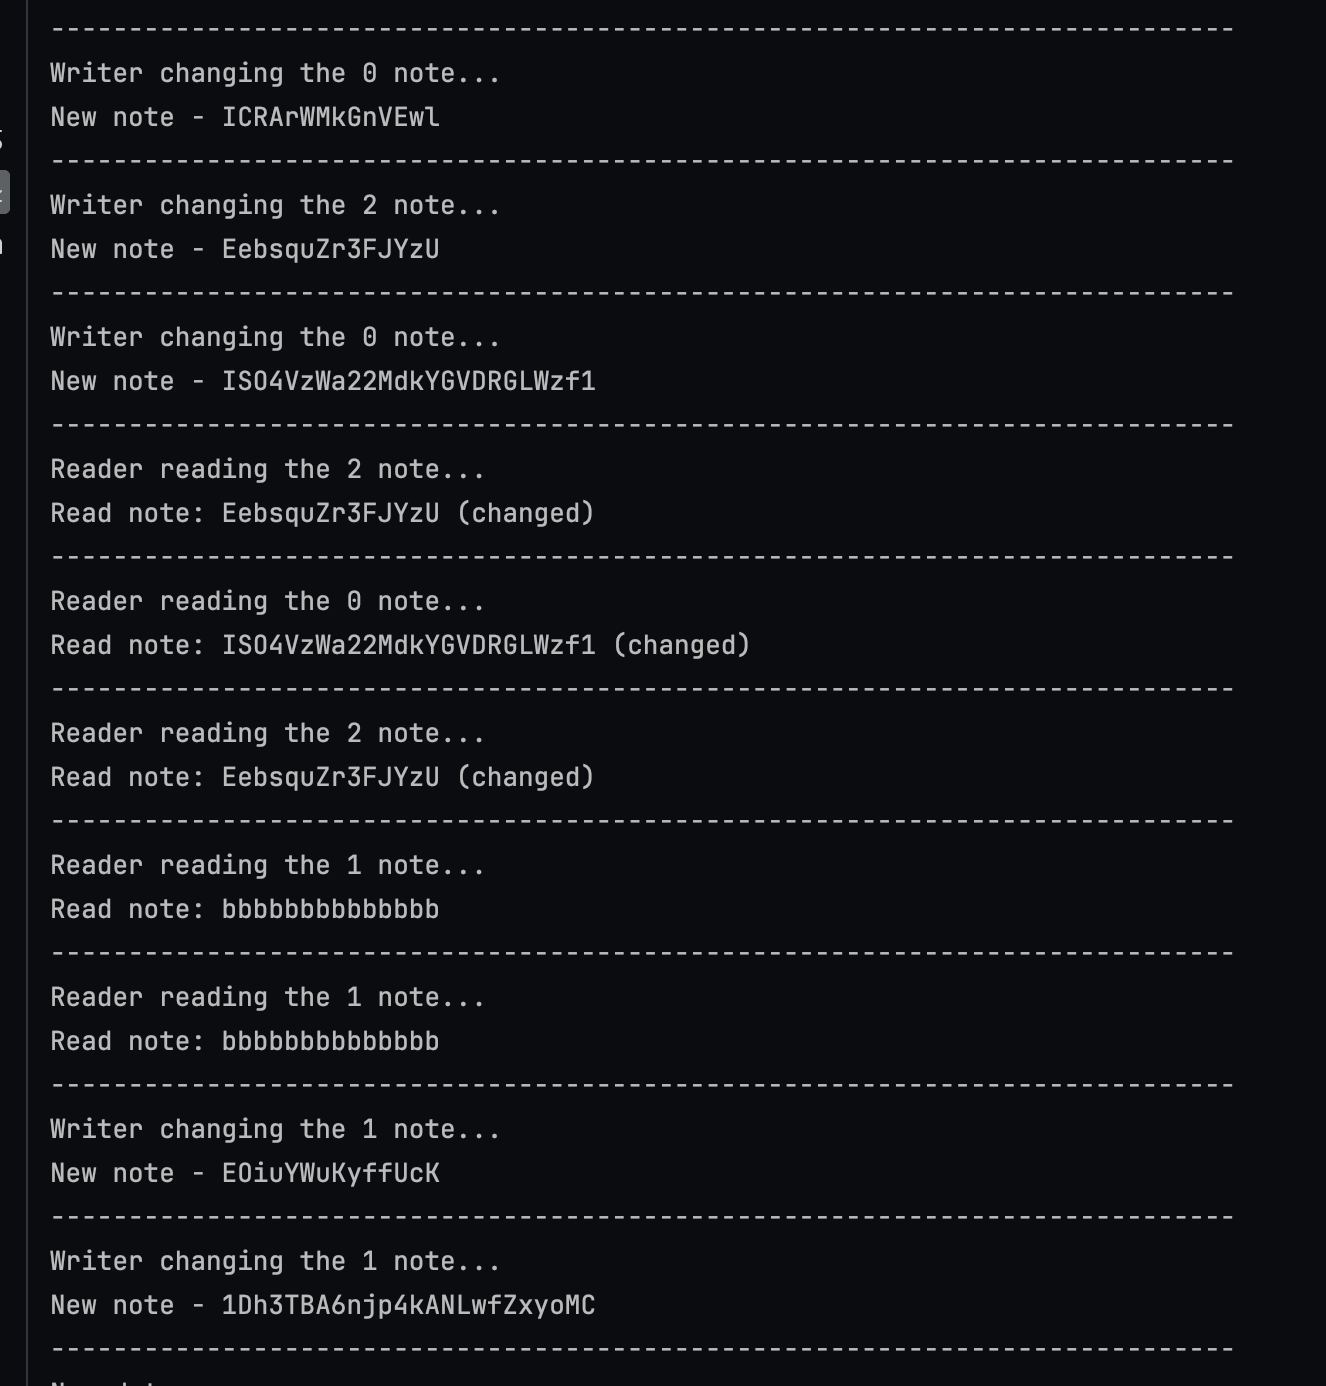 ----------------------------------------------------------------------------
Writer changing the 0 note...
New note - ICRArWMkGnVEwl
----------------------------------------------------------------------------
Writer changing the 2 note...
New note - EebsquZr3FJYzU
----------------------------------------------------------------------------
Writer changing the 0 note...
New note - ISO4VzWa22MdkYGVDRGLWzf1
----------------------------------------------------------------------------
Reader reading the 2 note...
Read note: EebsquZr3FJYzU (changed)
----------------------------------------------------------------------------
Reader reading the 0 note...
Read note: ISO4VzWa22MdkYGVDRGLWzf1 (changed)
----------------------------------------------------------------------------
Reader reading the 2 note...
Read note: EebsquZr3FJYzU (changed)
----------------------------------------------------------------------------
Reader reading the 1 note...
Read note: bbbbbbbbbbbbbb
----------------------------------------------------------------------------
Reader reading the 1 note...
Read note: bbbbbbbbbbbbbb
----------------------------------------------------------------------------
Writer changing the 1 note...
New note - EOiuYWuKyffUcK
----------------------------------------------------------------------------
Writer changing the 1 note...
New note - 1Dh3TBA6njp4kANLwfZxyoMC
----------------------------------------------------------------------------